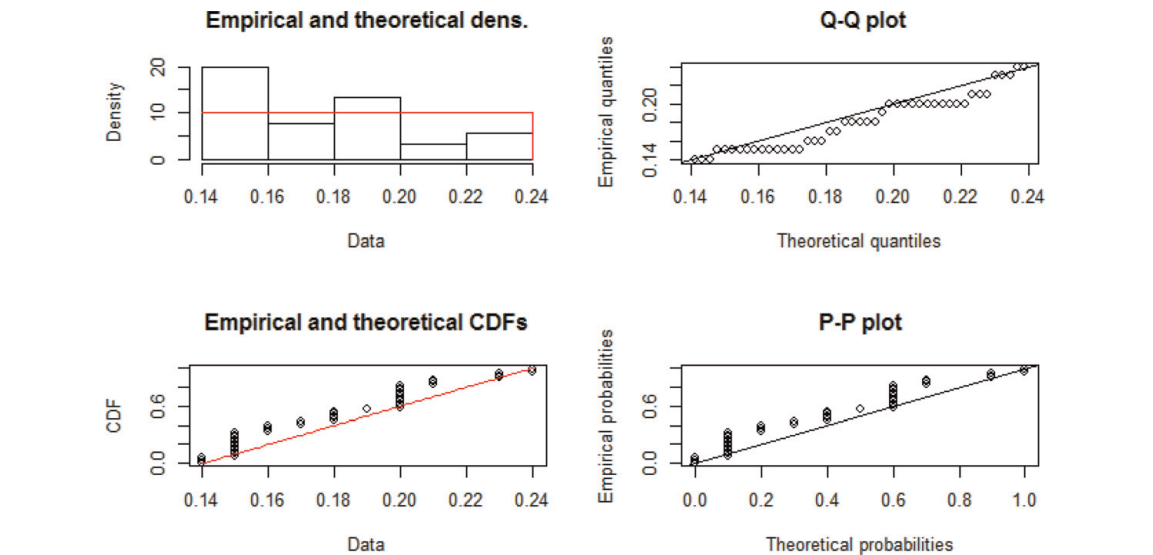 Empirical and theoretical dens.
Density
0 10 20
0.14 0.16 0.18 0.20 0.22 0.24
Data
Q-Q plot
Empirical quantiles
0.14 0.20
0.14 0.16 0.18 0.20 0.22 0.24
Theoretical quantiles
Empirical and theoretical CDFs
CDF
0.0 0.6
0.14 0.16 0.18 0.20 0.22 0.24
Data
P-P plot
Empirical probabilities
0.0 0.6
0.0 0.2 0.4 0.6 0.8 1.0
Theoretical probabilities